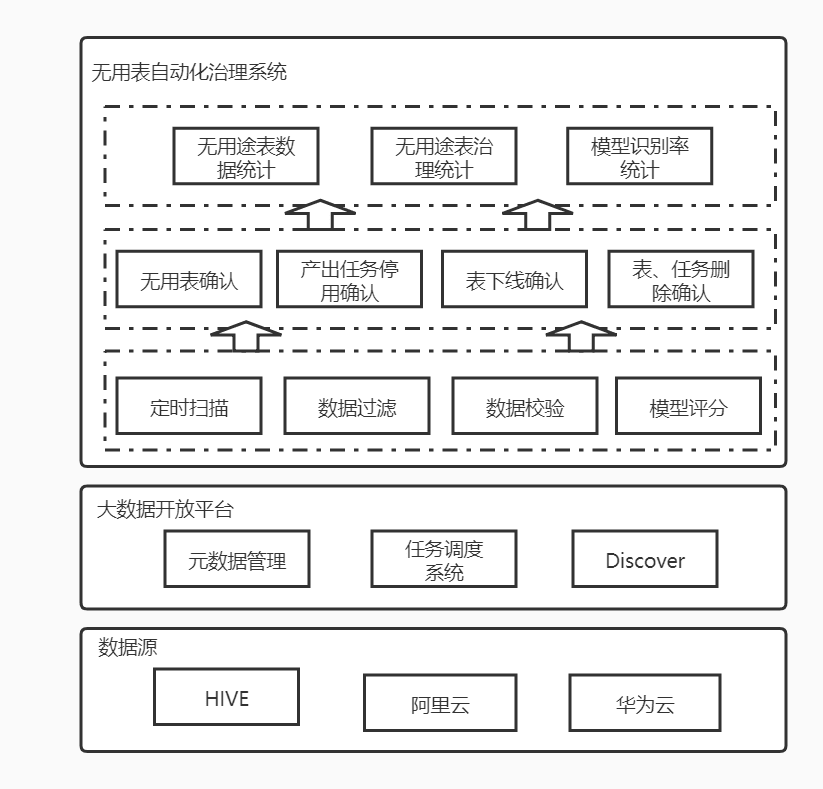 无用表自动化治理系统
无用途表数
据统计
无用途表治
理统计
模型识别率
统计
无用表确认
产出任务停
用确认
表下线确认
表、任务删
除确认
定时扫描
数据过滤
数据校验
模型评分
大数据开放平台
元数据管理
任务调度
系统
Discover
数据源
HIVE
阿里云
华为云